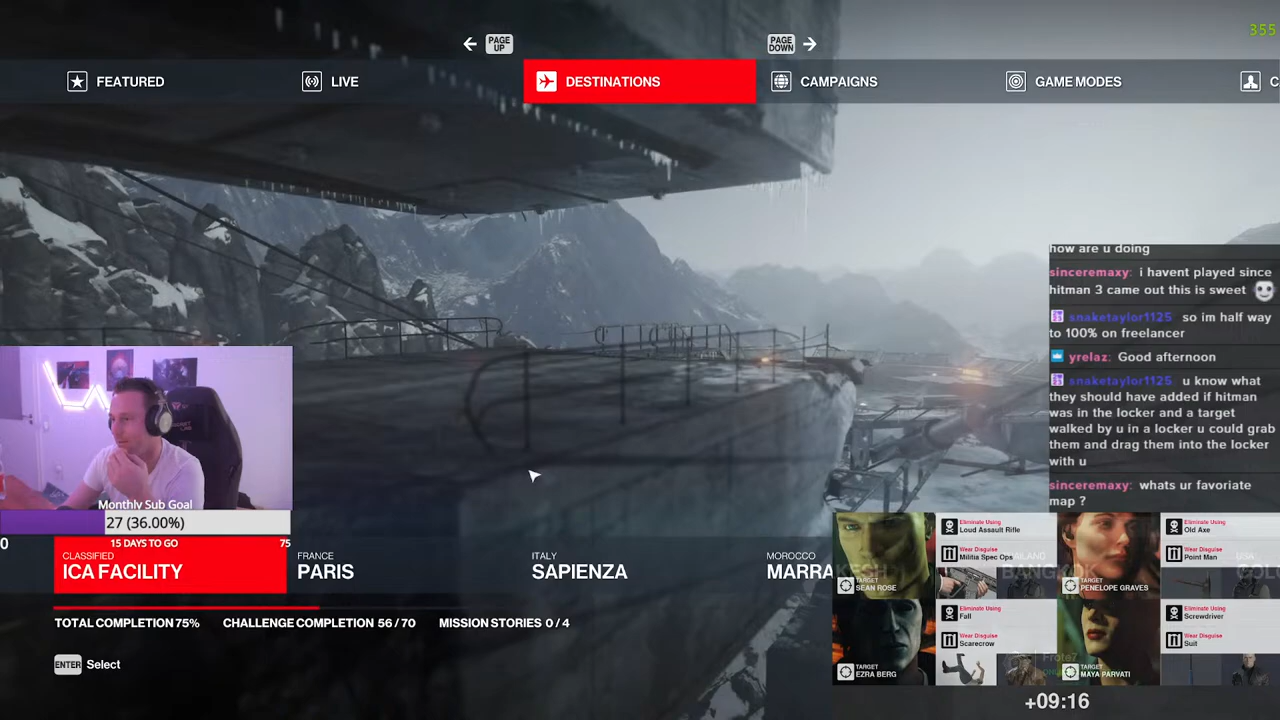 355
PAGE UP
PAGE DOWN
FEATURED
LIVE
DESTINATIONS
CAMPAIGNS
GAME MODES
C
how are u doing
sinceremaxy: i havent played since
hitman 3 came out this is sweet
snaketaylor1125 so im half way
to 100% on freelancer
yrelaz: Good afternoon
snaketaylor1125 u know what
they should have added if hitman
was in the locker and a target
walked by u in a locker u could grab
them and drag them into the locker
with u
sinceremaxy: whats ur favoriate
map ?
Monthly Sub Goal
27 (36.00%)
0
15 DAYS TO GO
75
CLASSIFIED
ICA FACILITY
FRANCE
PARIS
ITALY
SAPIENZA
MOROCCO
MARRA
Eliminate Using
Loud Assault Rifle
Wear Disguise
Militia Spec Ops
TARGET
SEAN ROSE
BANGKOK
Eliminate Using
Old Axe
Wear Disguise
Point Man
TARGET
PENELOPE GRAVES
Eliminate Using
Fall
Wear Disguise
Scarecrow
TARGET
EZRA BERG
Eliminate Using
Screwdriver
Wear Disguise
Suit
TARGET
MAYA PARVATI
TOTAL COMPLETION 75%
CHALLENGE COMPLETION 56 / 70
MISSION STORIES 0 / 4
ENTER Select
+09:16